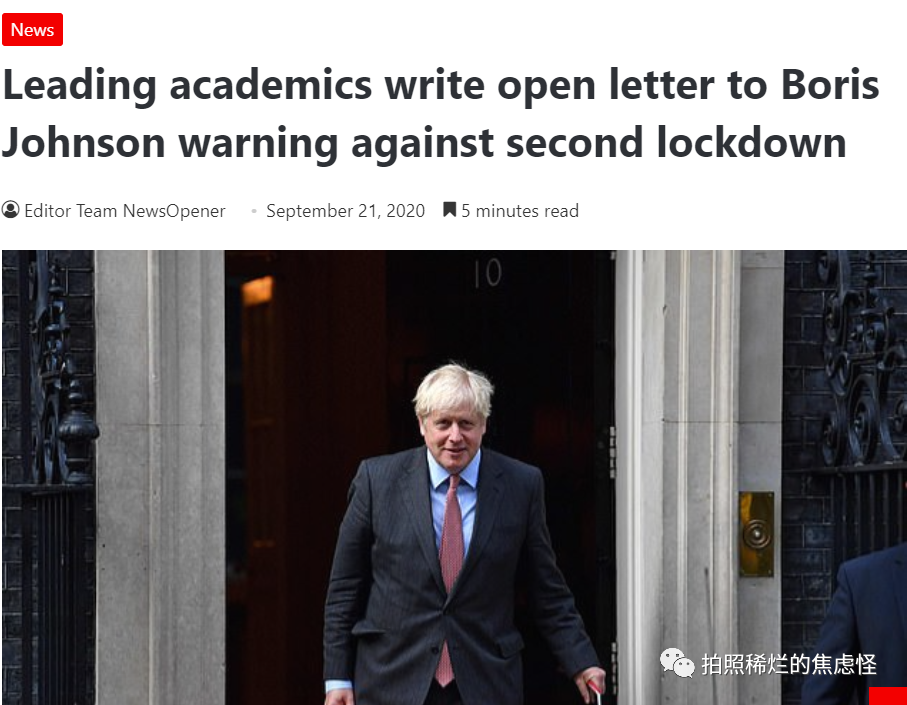 News
Leading academics write open letter to Boris
Johnson warning against second lockdown
Editor Team NewsOpener • September 21, 2020 5 minutes read
10
拍照稀烂的焦虑怪